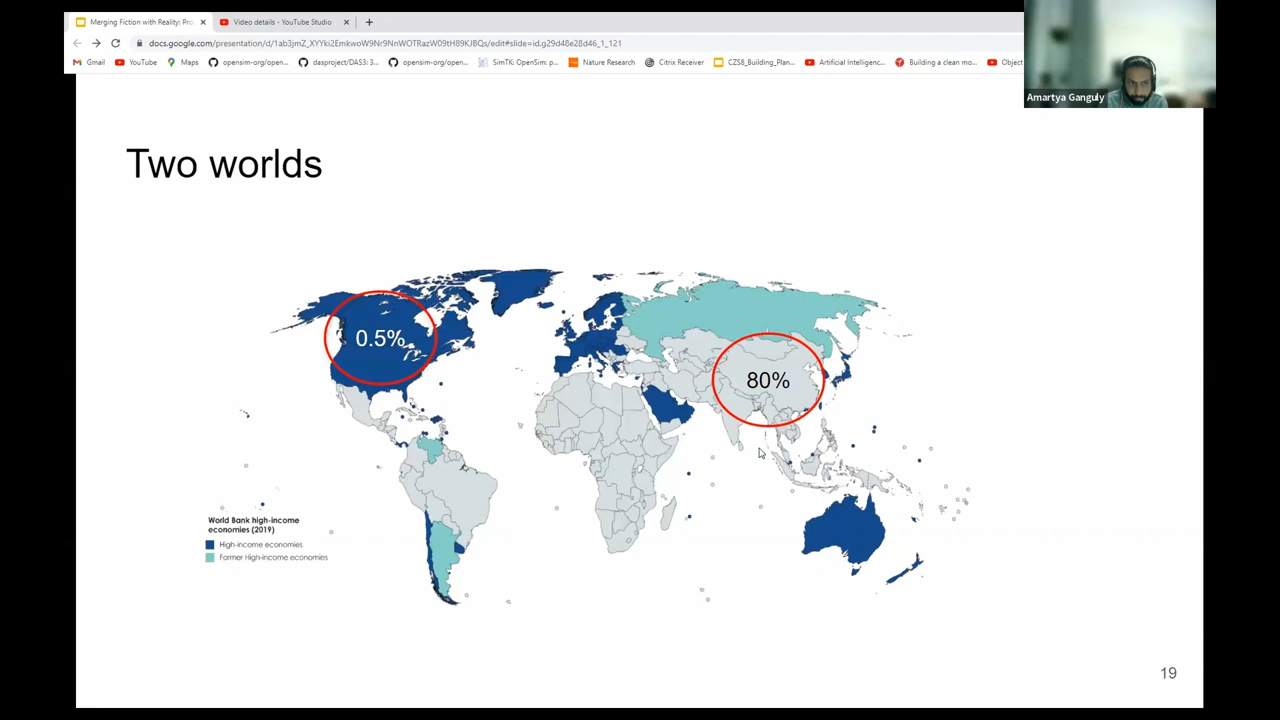 Merging Fiction with Reality: Pro
Video details - YouTube Studio
docs.google.com/presentation/d/1ab3jmZ_XYYki2EmkwoW9Nr9NnWOTRazW09tH89KJBQs/edit#slide=id.g29d48e28d46_1_121
Gmail
YouTube
Maps
opensim-org/open...
dasproject/DAS3: 3...
opensim-org/open...
SimTK: OpenSim: p...
Nature Research
Citrix Receiver
CZS8_Building_Plan...
Artificial Intelligenc...
Building a clean mo...
Object
Amartya Ganguly
Two worlds
0.5%
80%
World Bank high-income
economies (2019)
High-income economies
Former High-income economies
19